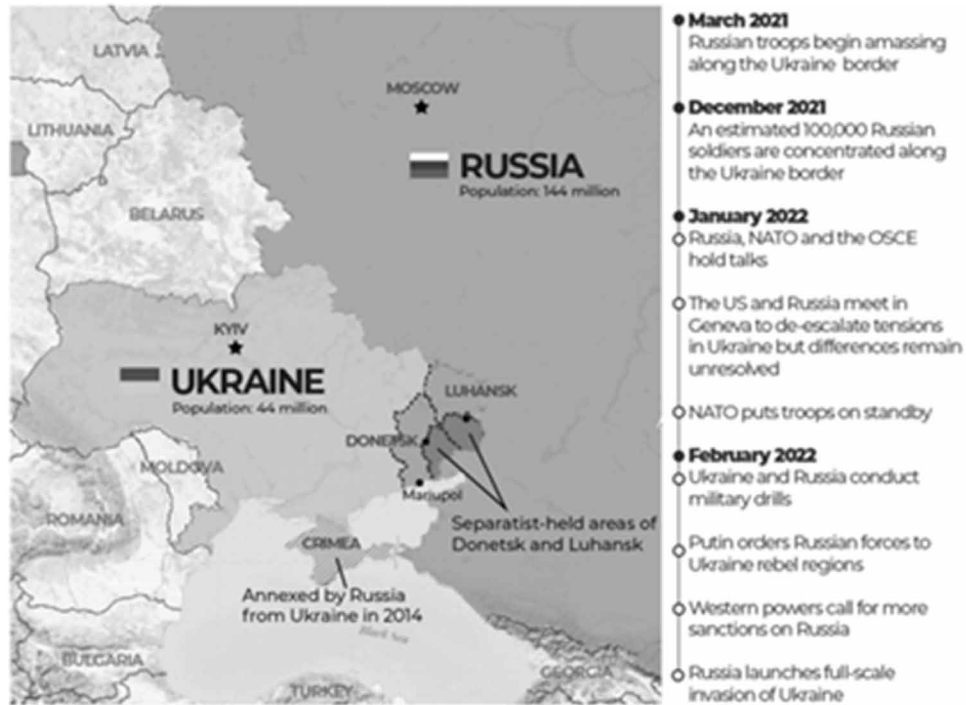 LATVIA
LITHUANIA
BELARUS
MOSCOW
RUSSIA
Population: 144 million
KYIV
UKRAINE
Population: 44 million
LUHANSK
DONETSK
Mariupol
MOLDOVA
ROMANIA
CRIMEA
Separatist-held areas of
Donetsk and Luhansk
Annexed by Russia
from Ukraine in 2014
Black Sea
BULGARIA
GEORGIA
TURKEY
March 2021
Russian troops begin amassing
along the Ukraine border
December 2021
An estimated 100,000 Russian
soldiers are concentrated along
the Ukraine border
January 2022
Russia, NATO and the OSCE
hold talks
The US and Russia meet in
Geneva to de-escalate tensions
in Ukraine but differences remain
unresolved
NATO puts troops on standby
February 2022
Ukraine and Russia conduct
military drills
Putin orders Russian forces to
Ukraine rebel regions
Western powers call for more
sanctions on Russia
Russia launches full-scale
invasion of Ukraine